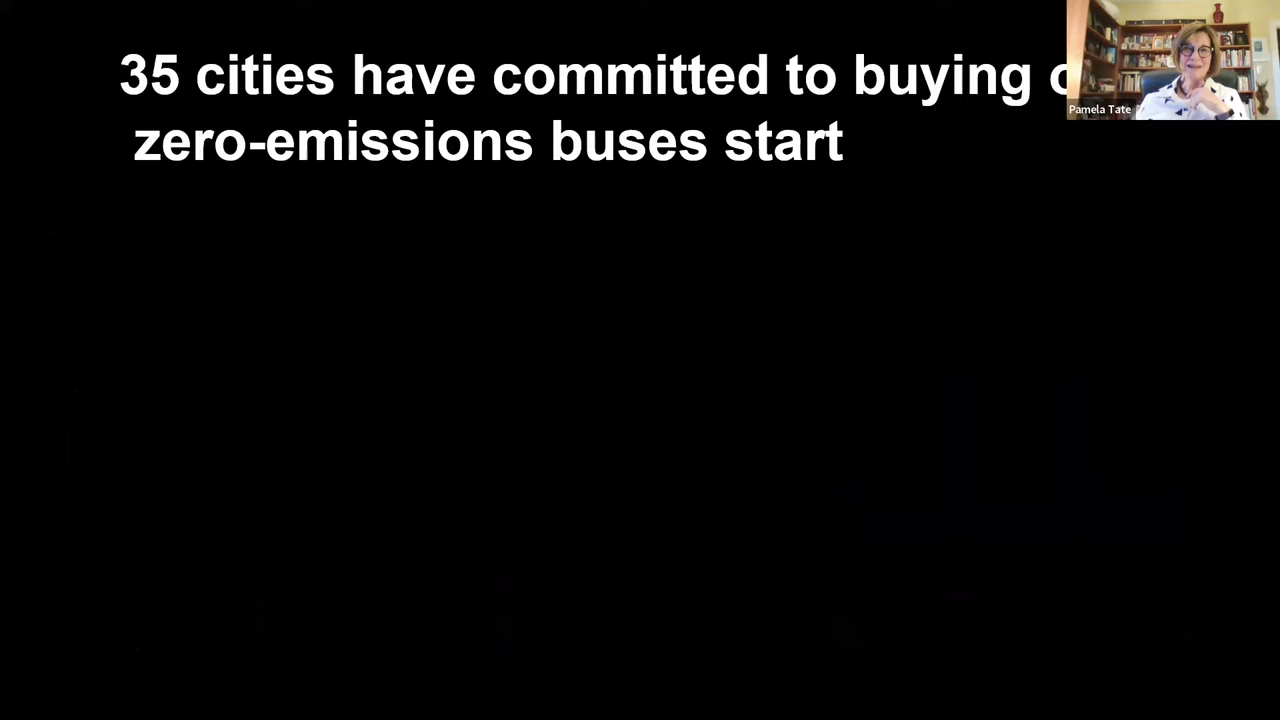 35 cities have committed to buying
zero-emissions buses start
Pamela Tate